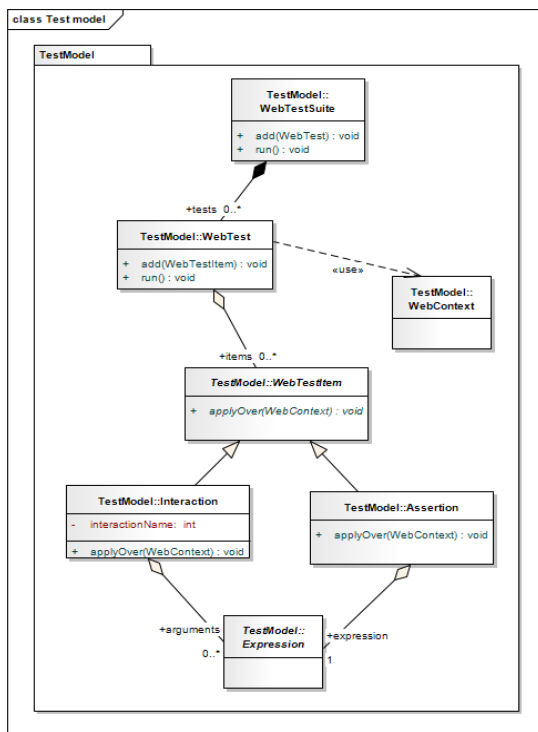 class Test model
TestModel
TestModel::
WebTestSuite
+ add(WebTest) : void
+ run() : void
+tests 0..*
TestModel::WebTest
+ add(WebTestItem) : void
+ run() : void
«use»
TestModel::
WebContext
+items 0..*
TestModel::WebTestItem
+ applyOver(WebContext) : void
TestModel::Interaction
- interactionName: int
+ applyOver(WebContext) : void
TestModel::Assertion
+ applyOver(WebContext) : void
+arguments
0..*
TestModel::
Expression
+expression
1